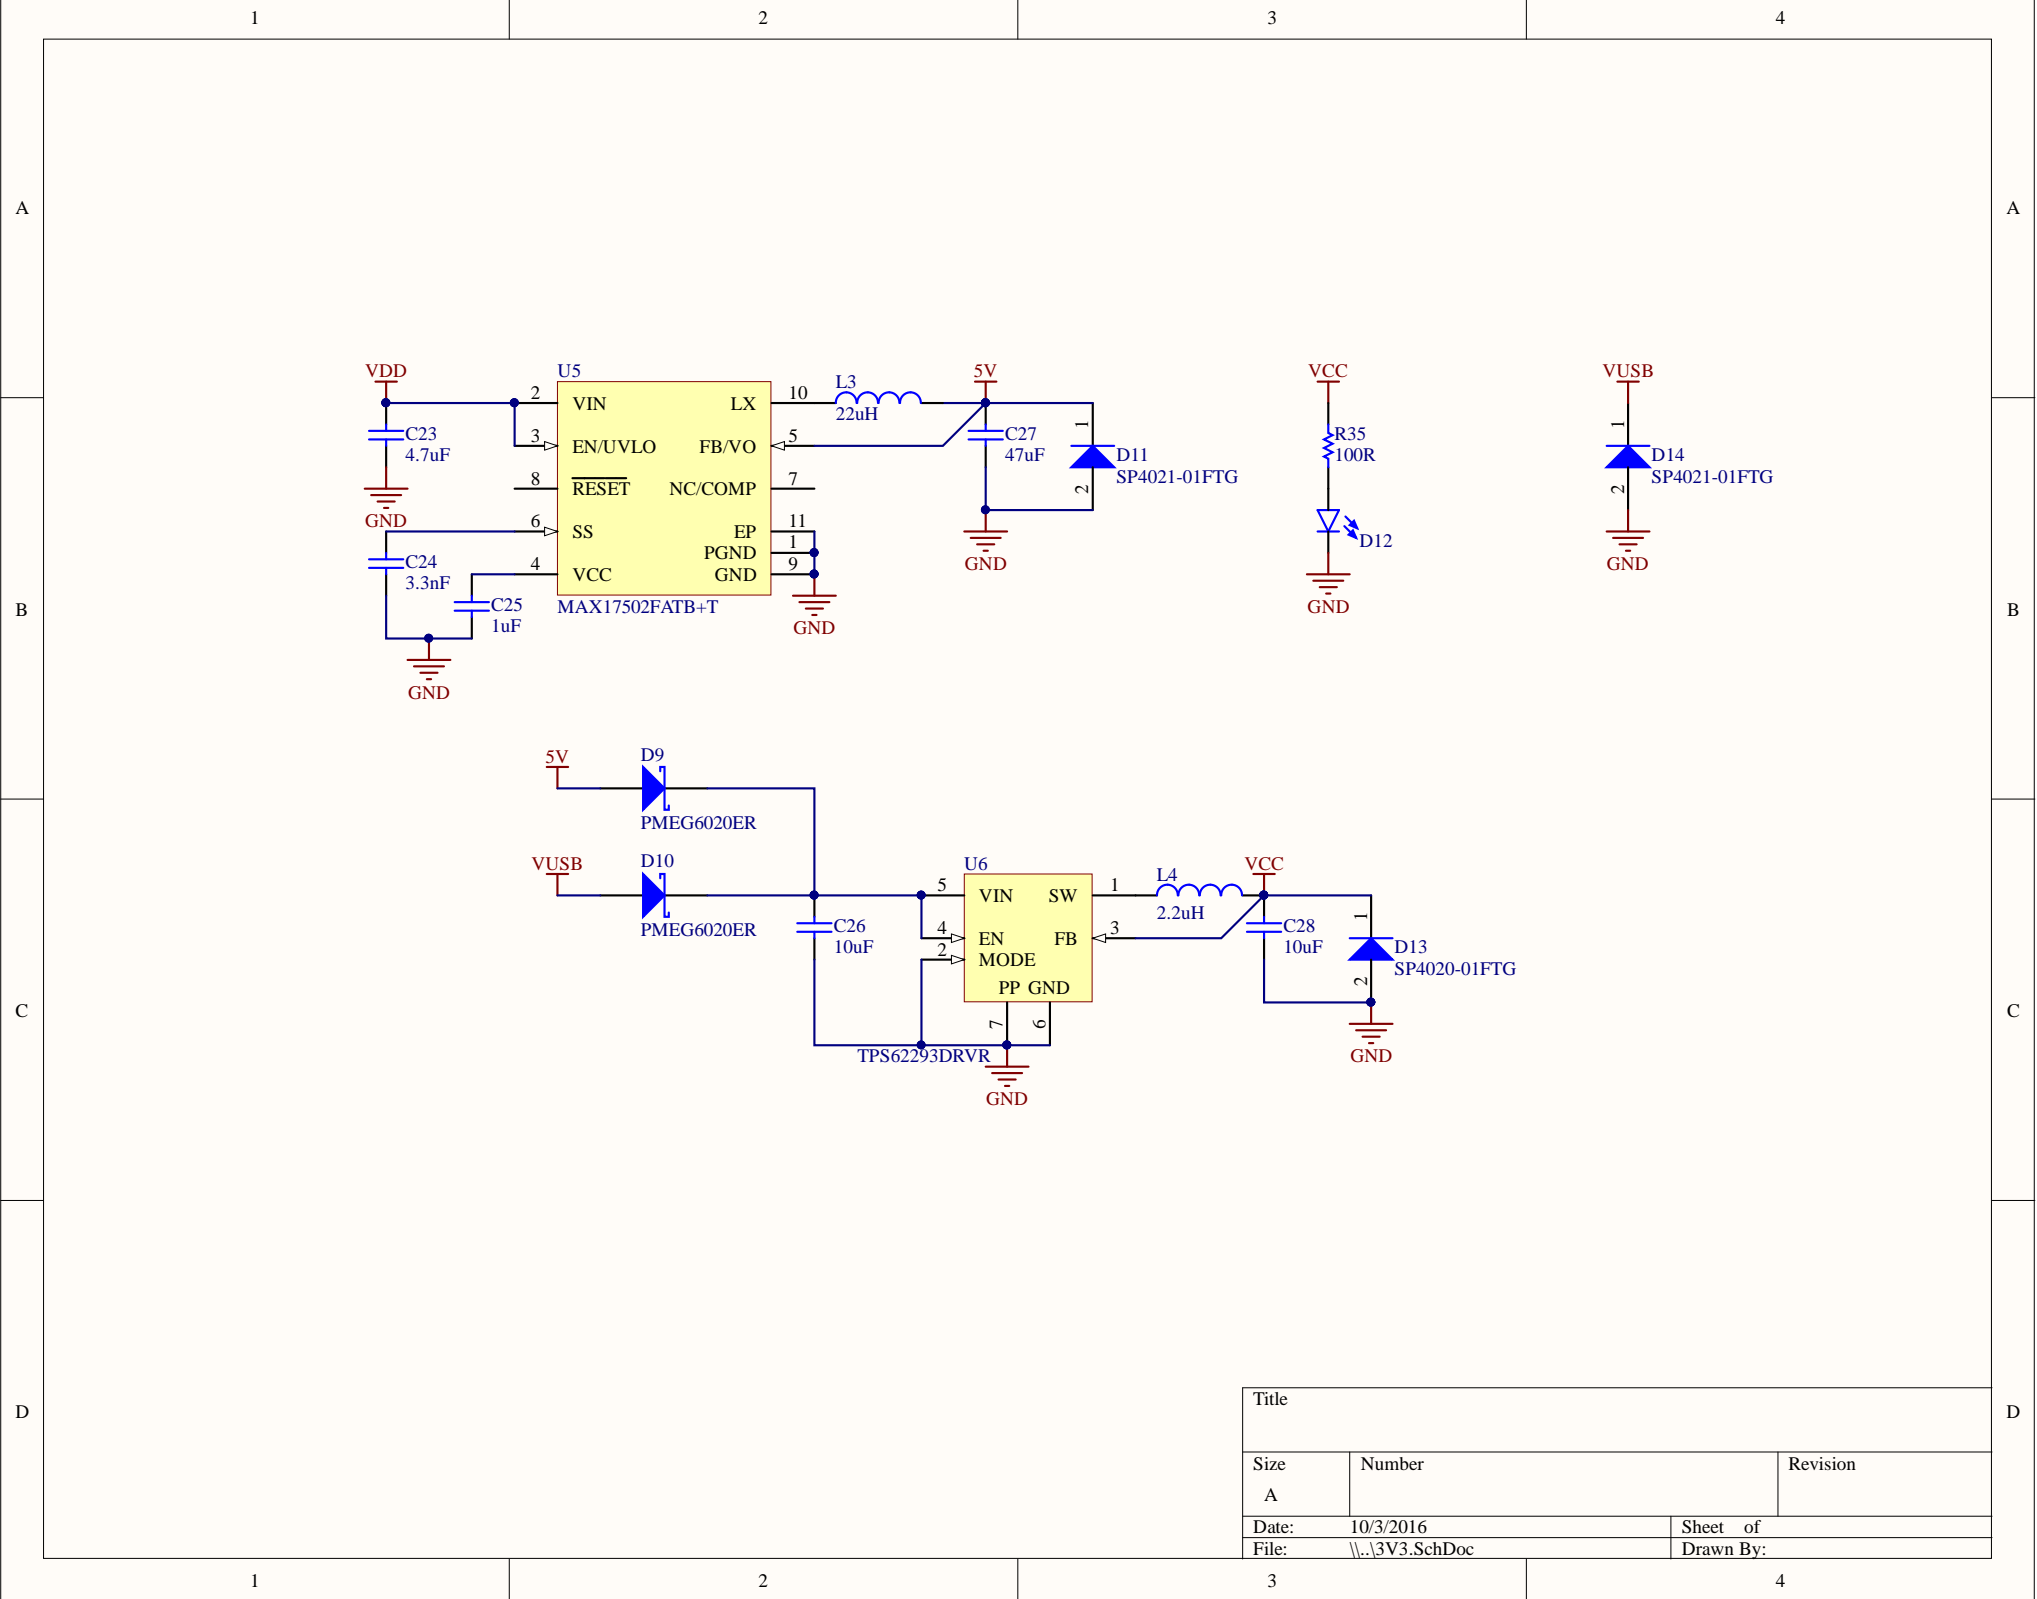 1 2 3 4
A A
VDD U5 5V VCC VUSB
2 VIN LX 10 L3
22uH
3 EN/UVLO FB/VO 5
C23
4.7uF
C27
47uF
1
D11
SP4021-01FTG
2
R35
100R
1
D14
SP4021-01FTG
2
8 RESET NC/COMP 7
GND
6 SS EP 11
PGND 1
4 VCC GND 9
C24
3.3nF
C25
1uF
MAX17502FATB+T
GND
GND
GND
D12
GND
GND
B B
5V D9
PMEG6020ER
VUSB D10
PMEG6020ER
U6 L4 VCC
5 VIN SW 1
2.2uH
4 EN FB 3
2 MODE
PP GND
7 6
C26
10uF
C28
10uF
1
D13
SP4020-01FTG
2
TPS62293DRVR
GND
GND
C C
D D
Title
Size Number Revision
A
Date: 10/3/2016 Sheet of
File: \\..\3V3.SchDoc Drawn By:
1 2 3 4